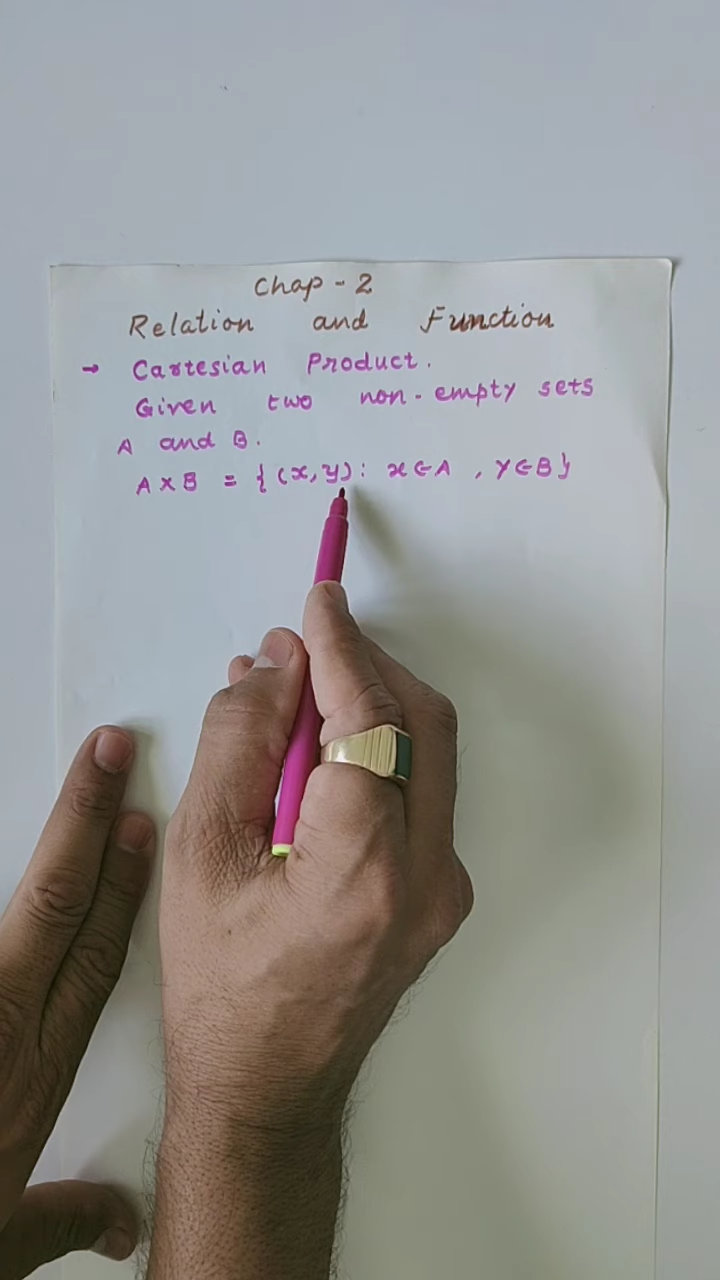 Chap - 2
Relation and Function
→ Cartesian Product.
Given two non-empty sets
A and B.
A × B = { (x, y) : x ∈ A , y ∈ B }